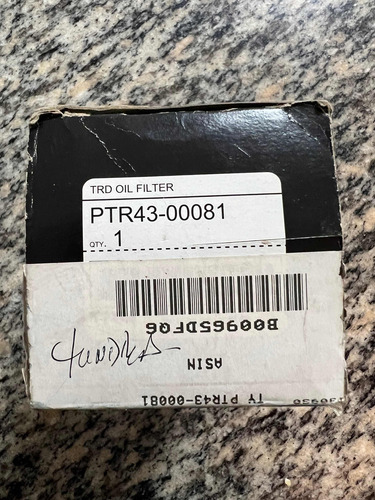 TRD OIL FILTER
PTR43-00081
QTY. 1
B00965DFQ6
ASIN
TY PTR43-00081